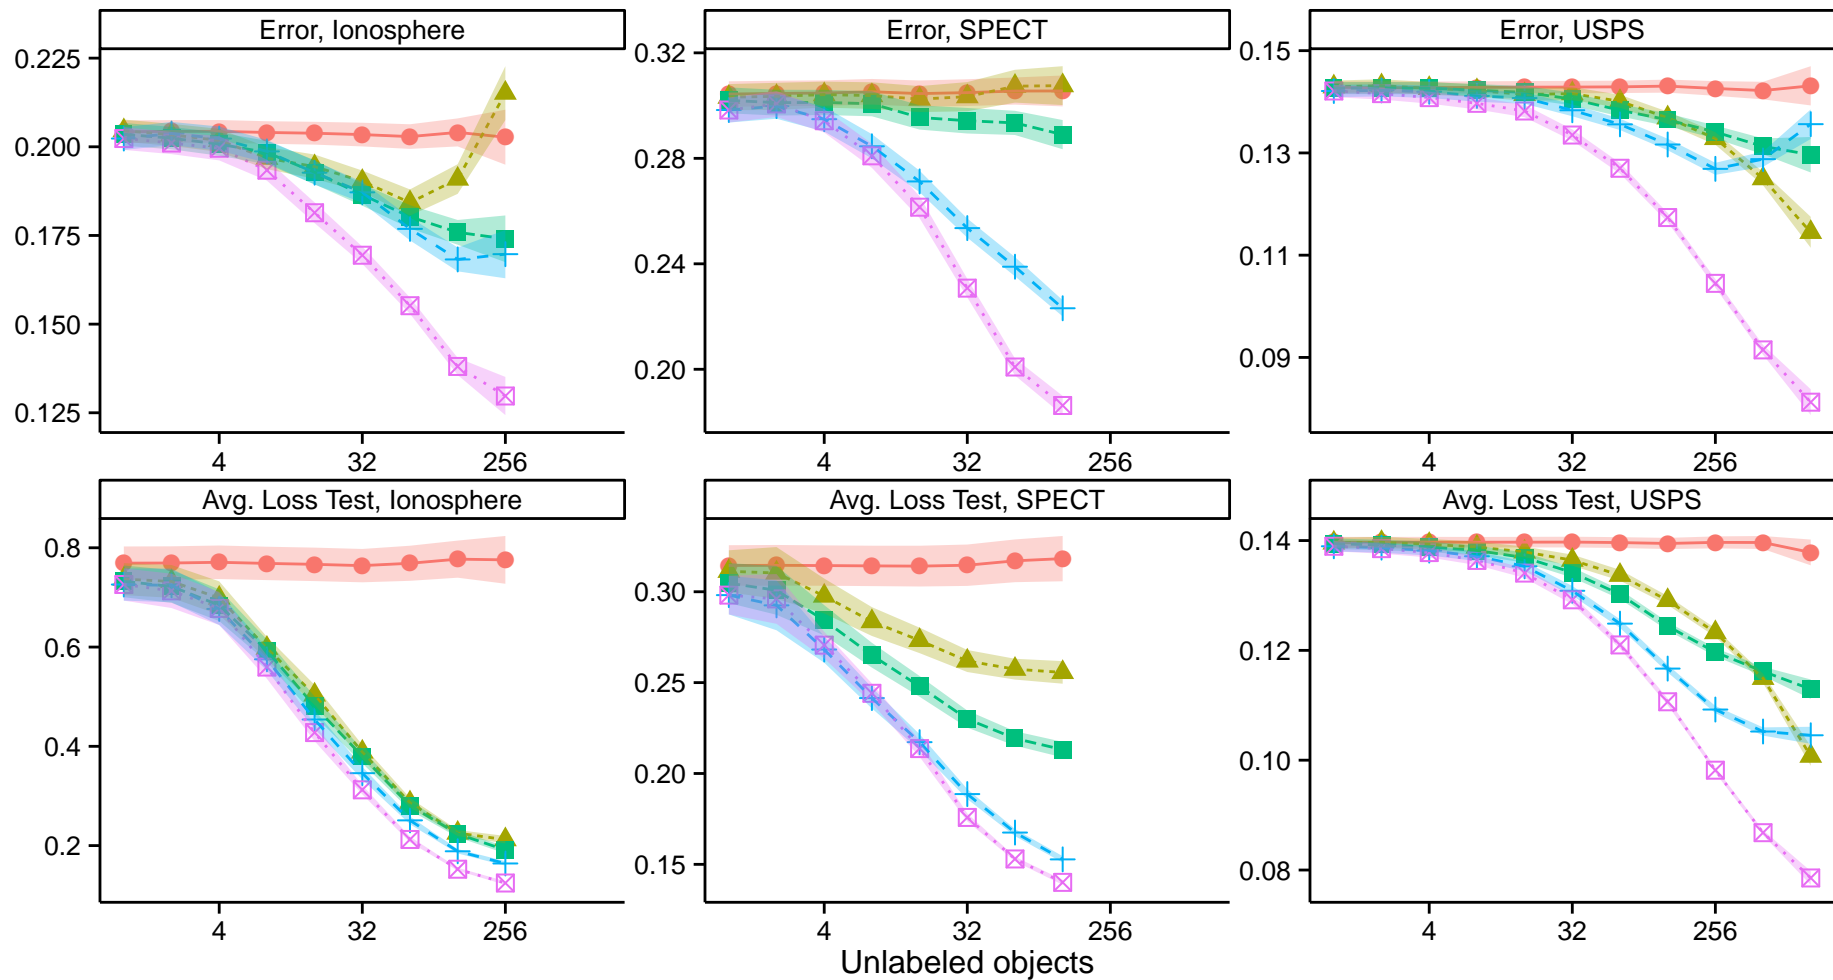 Error, Ionosphere
0.225
0.200
0.175
0.150
0.125
4 32 256
Error, SPECT
0.32
0.28
0.24
0.20
4 32 256
Error, USPS
0.15
0.13
0.11
0.09
4 32 256
Avg. Loss Test, Ionosphere
0.8
0.6
0.4
0.2
4 32 256
Avg. Loss Test, SPECT
0.30
0.25
0.20
0.15
4 32 256
Avg. Loss Test, USPS
0.14
0.12
0.10
0.08
4 32 256
Unlabeled objects